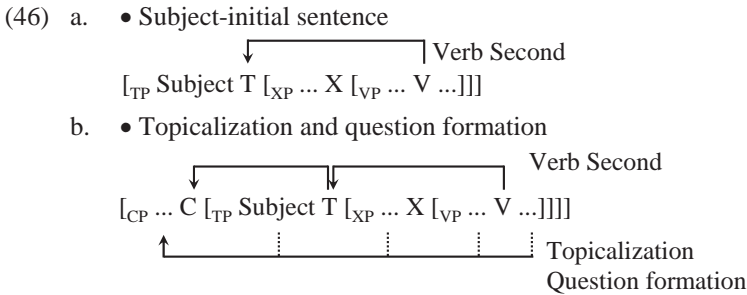 (46) a. • Subject-initial sentence
Verb Second
[TP Subject T [XP ... X [VP ... V ...]]]
b. • Topicalization and question formation
Verb Second
[CP ... C [TP Subject T [XP ... X [VP ... V ...]]]]
Topicalization
Question formation